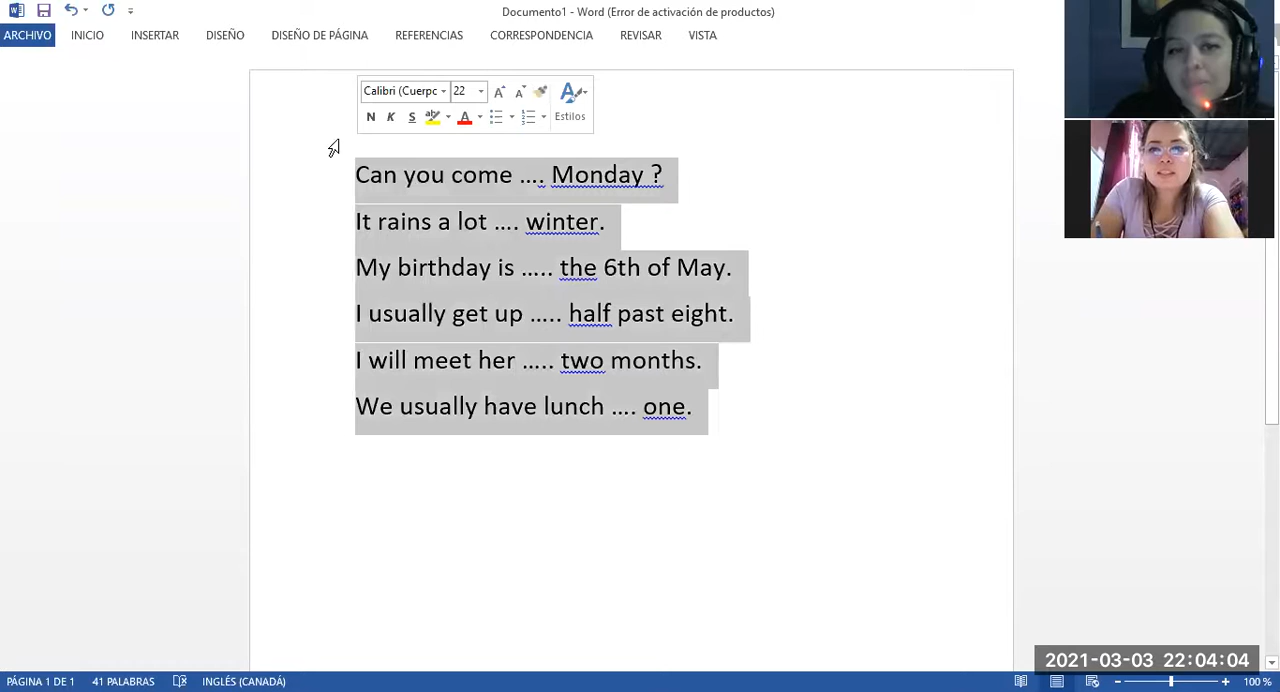 Documento1 - Word (Error de activación de productos)
ARCHIVO INICIO INSERTAR DISEÑO DISEÑO DE PÁGINA REFERENCIAS CORRESPONDENCIA REVISAR VISTA
Calibri (Cuerpc 22
N K S Estilos
Can you come .... Monday ?
It rains a lot .... winter.
My birthday is ..... the 6th of May.
I usually get up ..... half past eight.
I will meet her ..... two months.
We usually have lunch .... one.
2021-03-03 22:04:04
PÁGINA 1 DE 1 41 PALABRAS INGLÉS (CANADÁ) 100 %